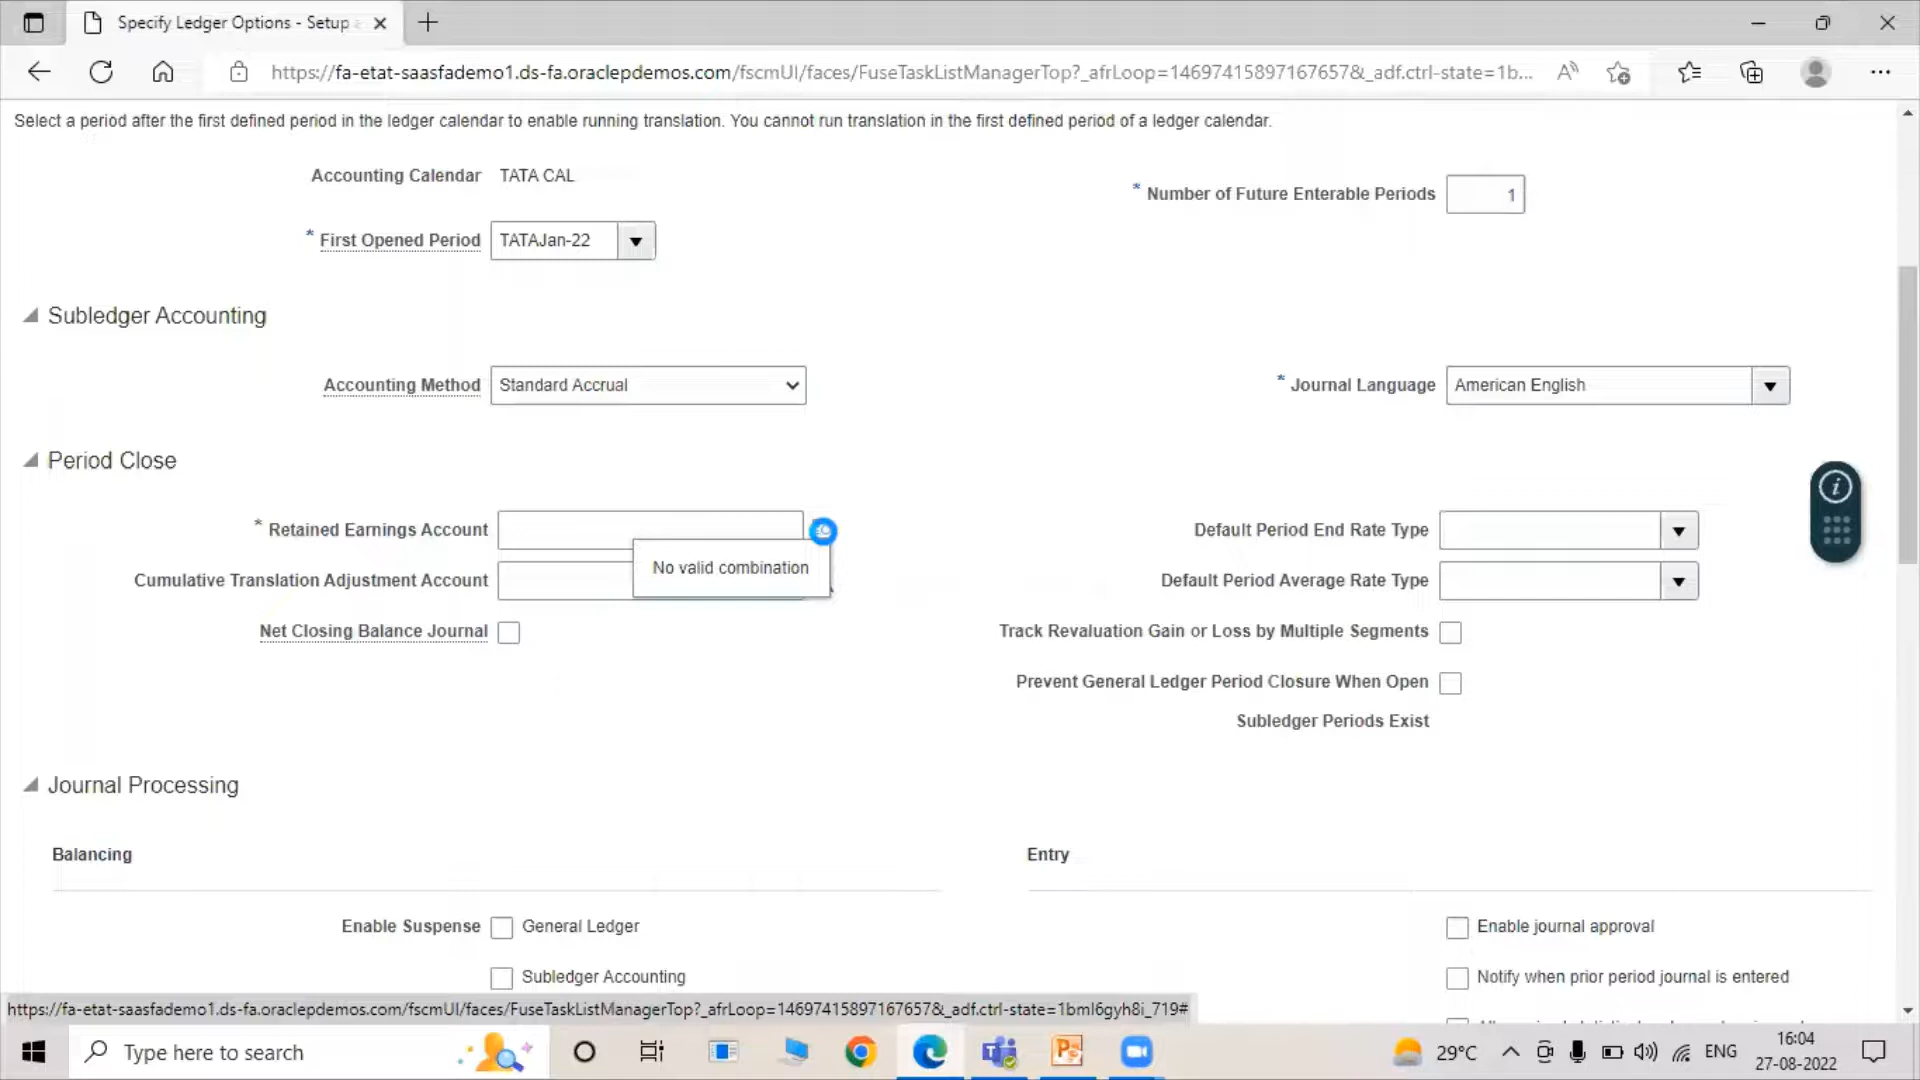 Specify Ledger Options - Setup
https://fa-etat-saasfademo1.ds-fa.oraclepdemos.com/fscmUI/faces/FuseTaskListManagerTop?_afrLoop=14697415897167657&_adf.ctrl-state=1b...
Select a period after the first defined period in the ledger calendar to enable running translation. You cannot run translation in the first defined period of a ledger calendar.
Accounting Calendar TATA CAL
* Number of Future Enterable Periods 1
* First Opened Period TATAJan-22
Subledger Accounting
Accounting Method Standard Accrual
* Journal Language American English
Period Close
* Retained Earnings Account
Default Period End Rate Type
No valid combination
Cumulative Translation Adjustment Account
Default Period Average Rate Type
Net Closing Balance Journal
Track Revaluation Gain or Loss by Multiple Segments
Prevent General Ledger Period Closure When Open
Subledger Periods Exist
Journal Processing
Balancing
Entry
Enable Suspense General Ledger
Enable journal approval
Subledger Accounting
Notify when prior period journal is entered
https://fa-etat-saasfademo1.ds-fa.oraclepdemos.com/fscmUI/faces/FuseTaskListManagerTop?_afrLoop=14697415897167657&_adf.ctrl-state=1bml6gyh8i_719#
Type here to search
29°C
ENG
16:04
27-08-2022